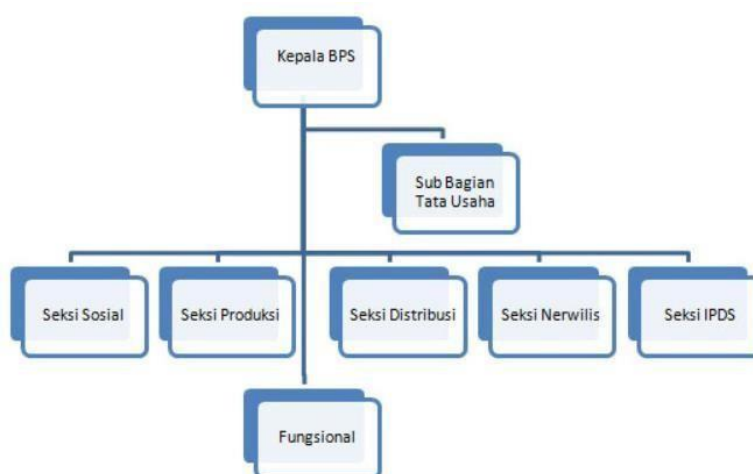 Kepala BPS
Sub Bagian
Tata Usaha
Seksi Sosial
Seksi Produksi
Seksi Distribusi
Seksi Nerwilis
Seksi IPDS
Fungsional